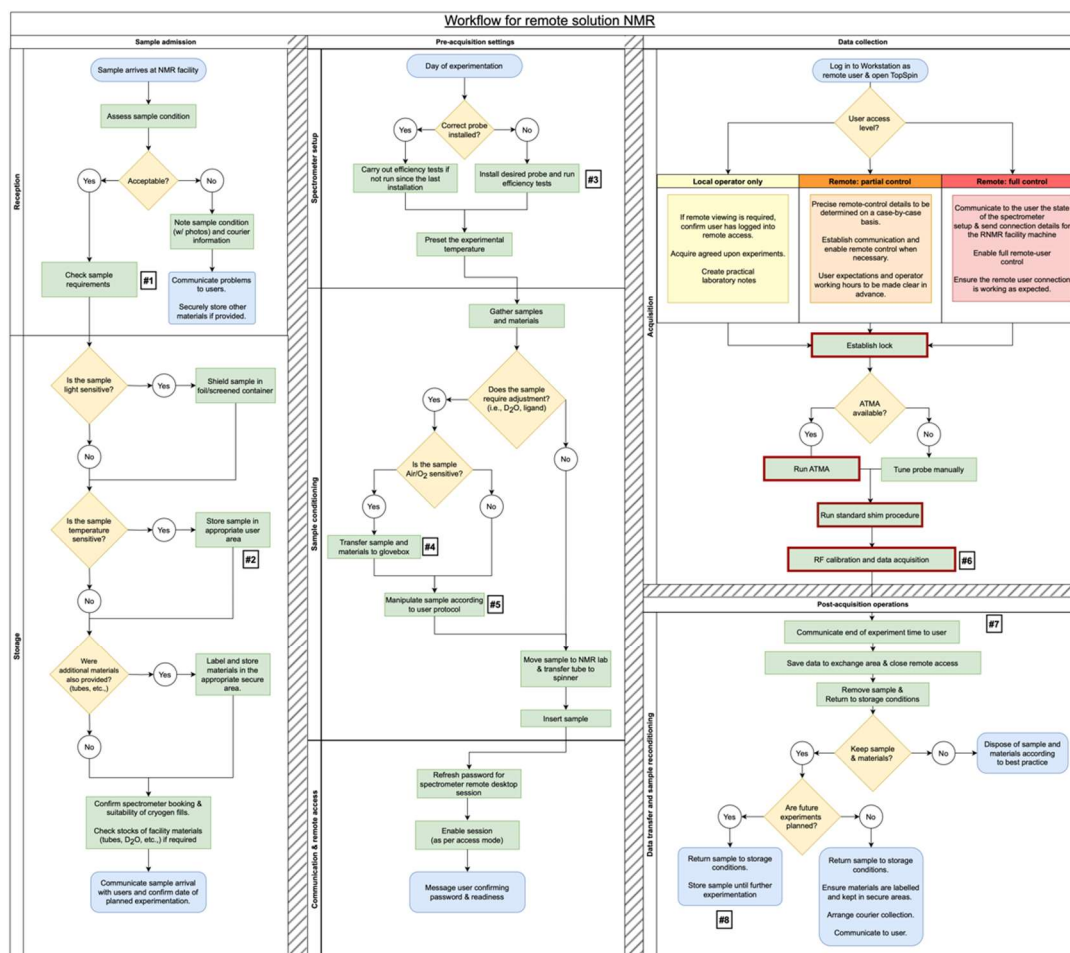 Workflow for remote solution NMR
Sample admission
Reception
Sample arrives at NMR facility
Assess sample condition
Acceptable?
Yes
No
Note sample condition
(w/ photos) and courier
information
Check sample
requirements
#1
Communicate problems
to users.
Securely store other
materials if provided.
Storage
Is the sample
light sensitive?
Yes
Shield sample in
foil/screened container
No
Is the sample
temperature
sensitive?
Yes
Store sample in
appropriate user
area
#2
No
Were
additional materials
also provided?
(tubes, etc.,)
Yes
Label and store
materials in the
appropriate secure
area.
No
Confirm spectrometer booking &
suitability of cryogen fills.
Check stocks of facility materials
(tubes, D2O, etc.,) if required
Communicate sample arrival
with users and confirm date of
planned experimentation.
Pre-acquisition settings
Spectrometer setup
Day of experimentation
Correct probe
installed?
Yes
No
Carry out efficiency tests if
not run since the last
installation
Install desired probe and run
efficiency tests
#3
Preset the experimental
temperature
Sample conditioning
Gather samples
and materials
Does the sample
require adjustment?
(i.e., D2O, ligand)
Yes
No
Is the sample
Air/O2 sensitive?
Yes
No
Transfer sample and
materials to glovebox
#4
Manipulate sample according
to user protocol
#5
Move sample to NMR lab
& transfer tube to
spinner
Insert sample
Communication & remote access
Refresh password for
spectrometer remote desktop
session
Enable session
(as per access mode)
Message user confirming
password & readiness
Data collection
Acquisition
Log in to Workstation as
remote user & open TopSpin
User access
level?
Local operator only
If remote viewing is required,
confirm user has logged into
remote access.
Acquire agreed upon experiments.
Create practical
laboratory notes
Remote: partial control
Precise remote-control details to be
determined on a case-by-case
basis.
Establish communication and
enable remote control when
necessary.
User expectations and operator
working hours to be made clear in
advance.
Remote: full control
Communicate to the user the state
of the spectrometer
setup & send connection details for
the RNMR facility machine
Enable full remote-user
control
Ensure the remote user connection
is working as expected.
Establish lock
ATMA
available?
Yes
No
Run ATMA
Tune probe manually
Run standard shim procedure
RF calibration and data acquisition
#6
Post-acquisition operations
Data transfer and sample reconditioning
#7
Communicate end of experiment time to user
Save data to exchange area & close remote access
Remove sample &
Return to storage conditions
Keep sample
& materials?
Yes
No
Dispose of sample and
materials according
to best practice
Are future
experiments
planned?
Yes
No
Return sample to storage
conditions.
Store sample until further
experimentation
#8
Return sample to storage
conditions.
Ensure materials are labelled
and kept in secure areas.
Arrange courier collection.
Communicate to user.